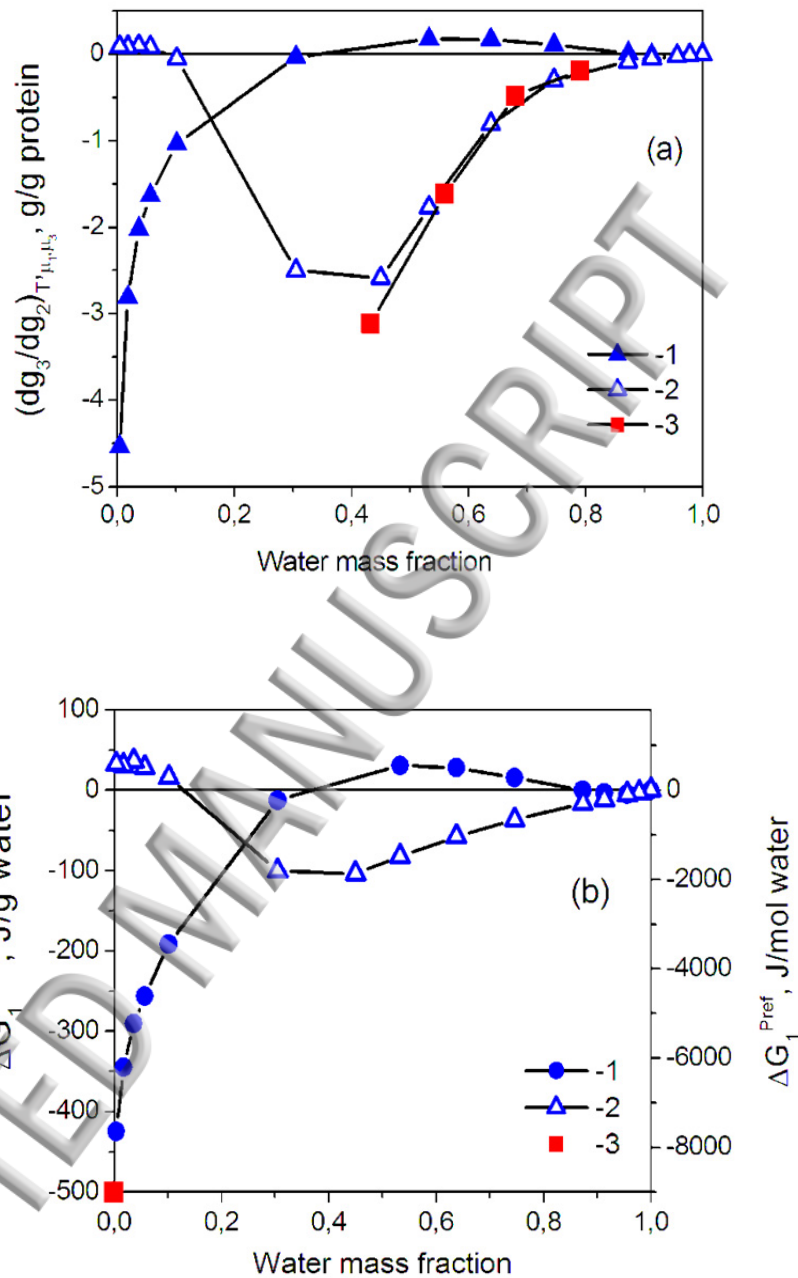 0
-1
-2
-3
-4
-5
(dg₃/dg₂)T,μ₁,μ₃, g/g protein
(a)
-1
-2
-3
0,0 0,2 0,4 0,6 0,8 1,0
Water mass fraction
100
0
-100
-200
-300
-400
-500
ΔG₁ , J/g water
(b)
0
-2000
-4000
-6000
-8000
ΔG₁ᴾʳᵉᶠ, J/mol water
-1
-2
-3
0,0 0,2 0,4 0,6 0,8 1,0
Water mass fraction
TED MANUSCRIPT